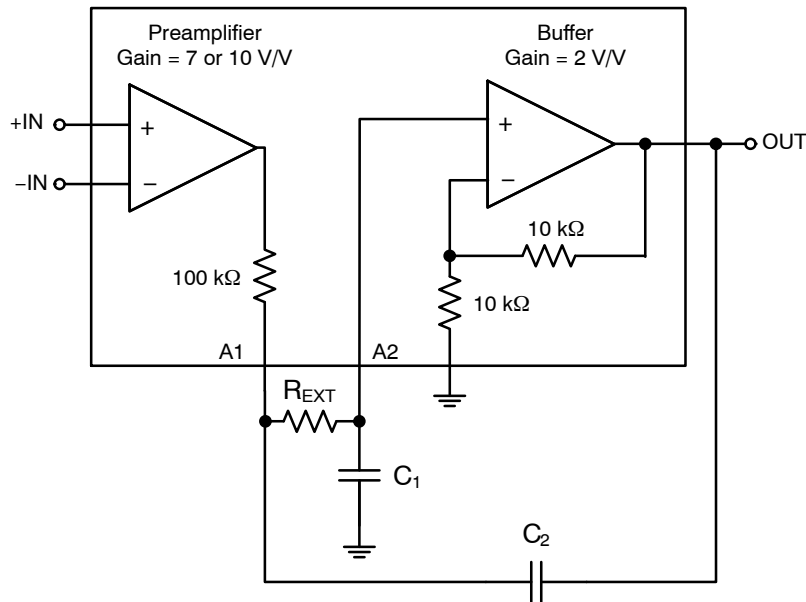 Preamplifier
Gain = 7 or 10 V/V
Buffer
Gain = 2 V/V
+IN
+
−IN
−
+
−
OUT
10 kΩ
100 kΩ
10 kΩ
A1
A2
R_EXT
C₁
C₂